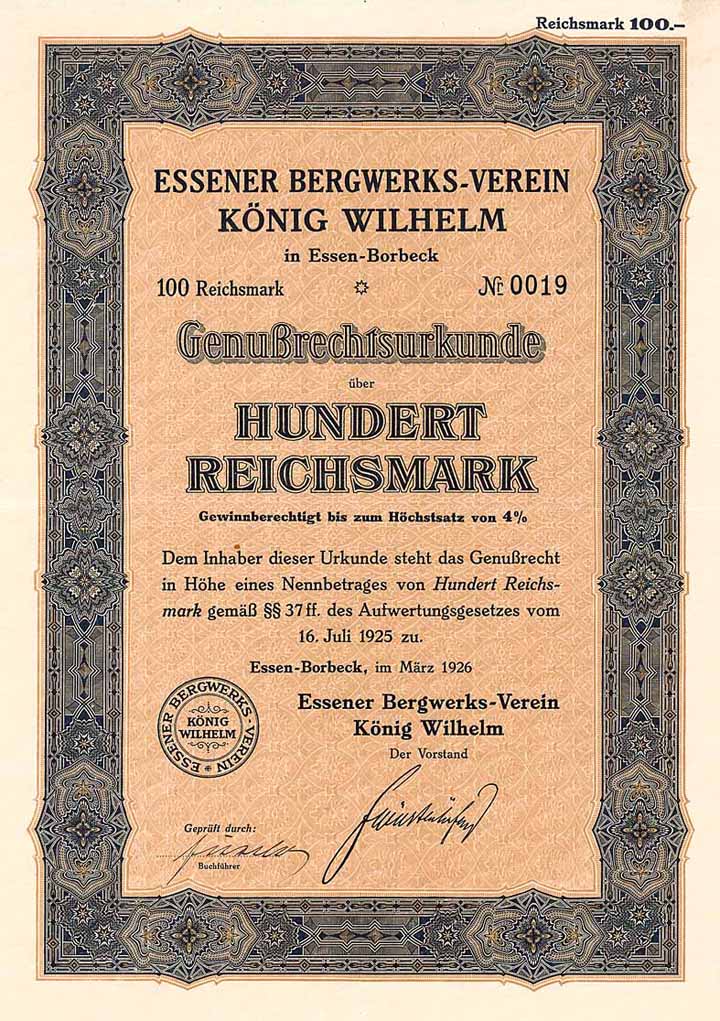 Reichsmark 100.–
ESSENER BERGWERKS-VEREIN
KÖNIG WILHELM
in Essen-Borbeck
100 Reichsmark № 0019
Genußrechtsurkunde
über
HUNDERT
REICHSMARK
Gewinnberechtigt bis zum Höchstsatz von 4%
Dem Inhaber dieser Urkunde steht das Genußrecht
in Höhe eines Nennbetrages von Hundert Reichs-
mark gemäß §§ 37 ff. des Aufwertungsgesetzes vom
16. Juli 1925 zu.
Essen-Borbeck, im März 1926
ESSENER BERGWERKS-VEREIN
KÖNIG
WILHELM
Essener Bergwerks-Verein
König Wilhelm
Der Vorstand
Geprüft durch:
Buchführer